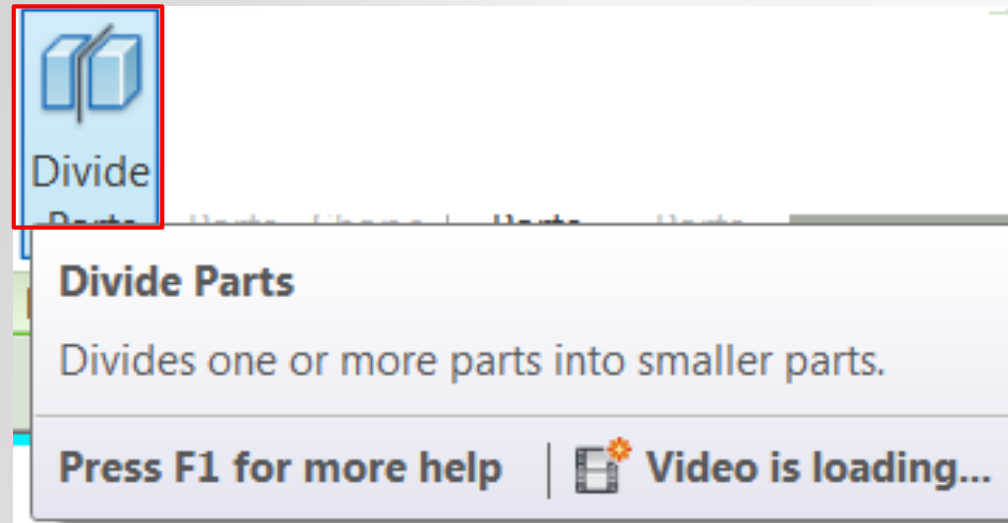 Divide
Parts
Divide Parts
Divides one or more parts into smaller parts.
Press F1 for more help
Video is loading...